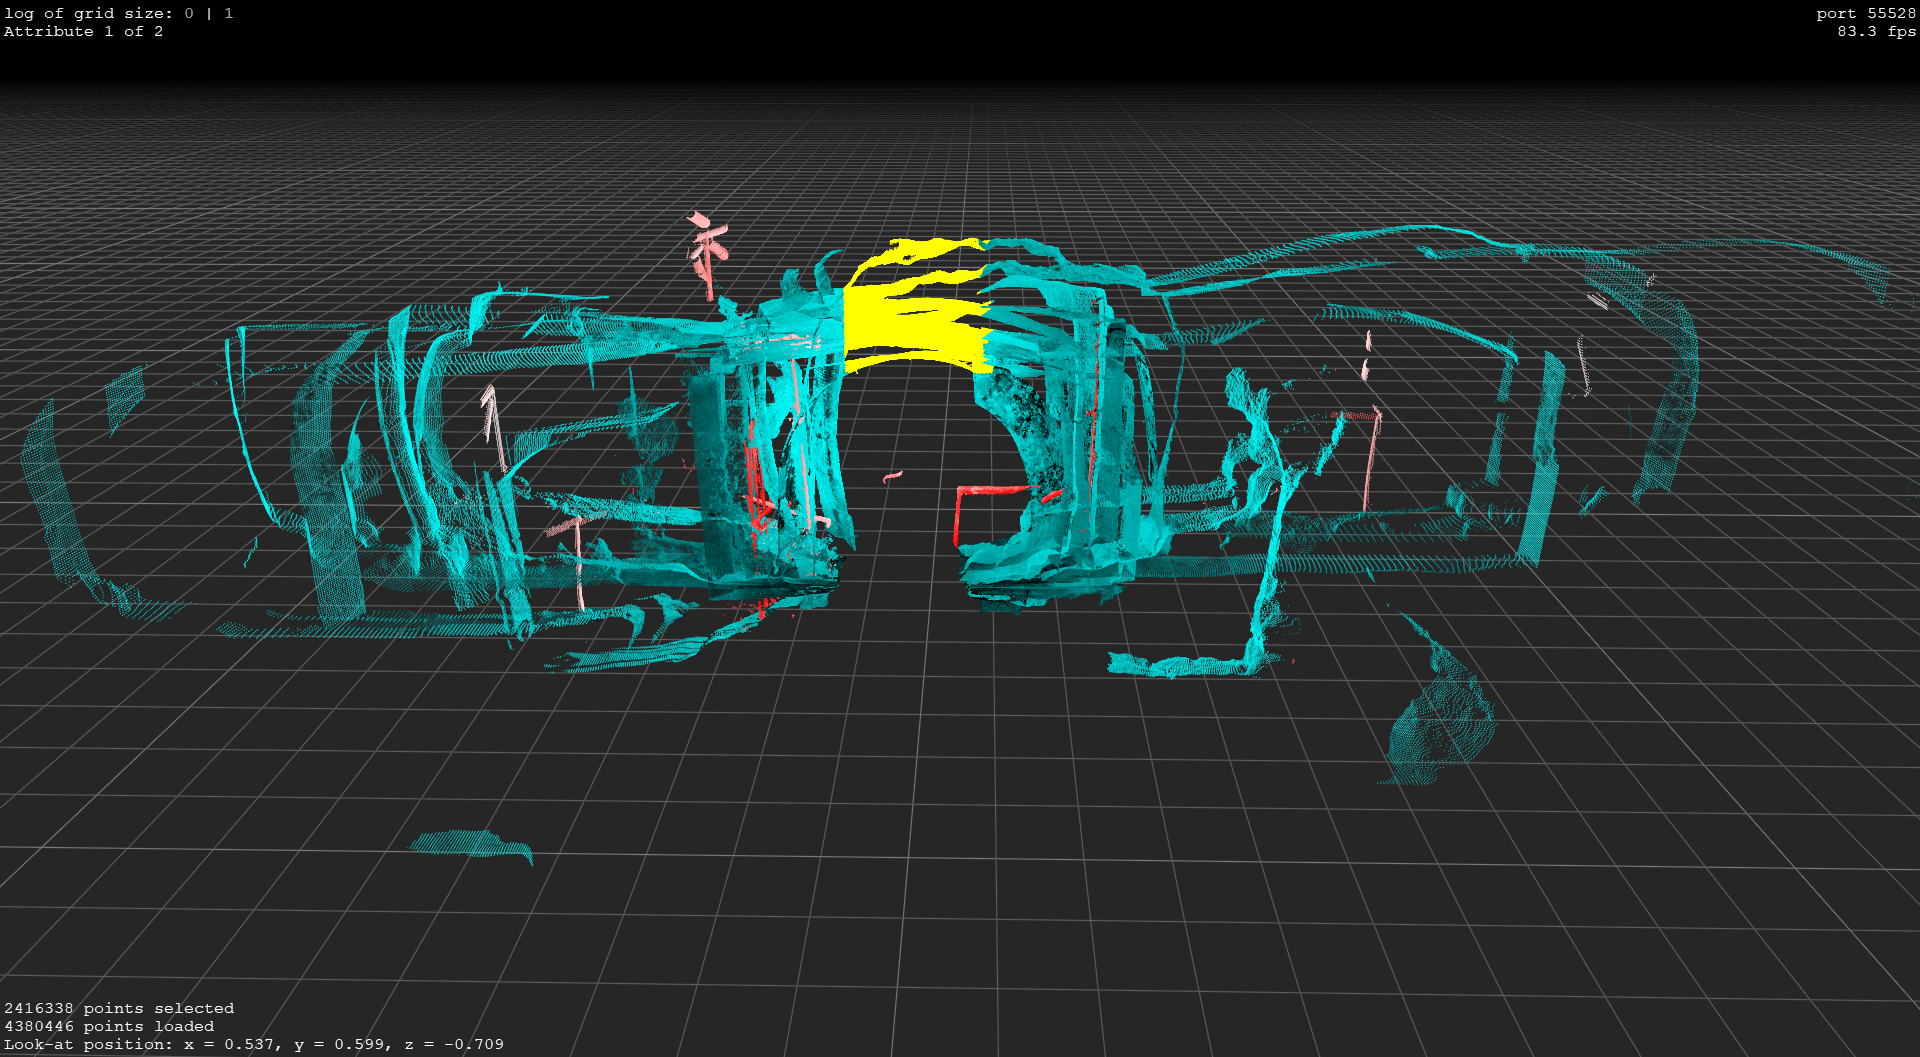 log of grid size: 0 | 1
Attribute 1 of 2
port 55528
83.3 fps
2416338 points selected
4380446 points loaded
Look-at position: x = 0.537, y = 0.599, z = -0.709